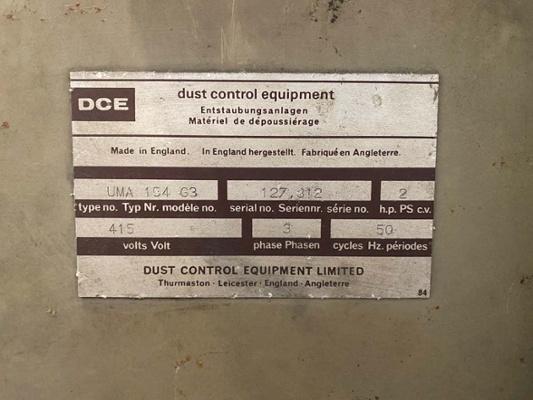 DCE
dust control equipment
Entstaubungsanlagen
Matériel de dépoussiérage
Made in England. In England hergestellt. Fabriqué en Angleterre.
UMA 154 G3 127,312 2
type no. Typ Nr. modèle no. serial no. Seriennr. série no. h.p. PS c.v.
415 3 50
volts Volt phase Phasen cycles Hz. périodes
DUST CONTROL EQUIPMENT LIMITED
Thurmaston · Leicester · England · Angleterre
84